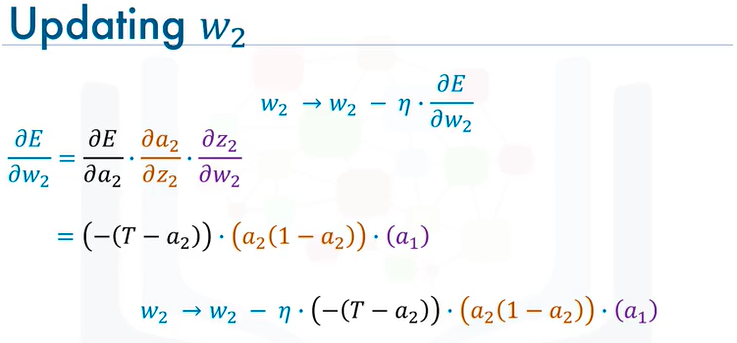 Updating w₂
w₂ → w₂ − η · ∂E/∂w₂
∂E/∂w₂ = ∂E/∂a₂ · ∂a₂/∂z₂ · ∂z₂/∂w₂
= (−(T − a₂)) · (a₂(1 − a₂)) · (a₁)
w₂ → w₂ − η · (−(T − a₂)) · (a₂(1 − a₂)) · (a₁)